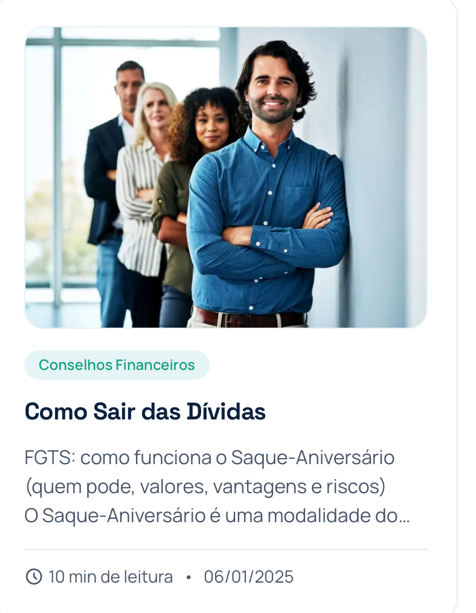 Conselhos Financeiros
Como Sair das Dívidas
FGTS: como funciona o Saque-Aniversário
(quem pode, valores, vantagens e riscos)
O Saque-Aniversário é uma modalidade do...
10 min de leitura • 06/01/2025